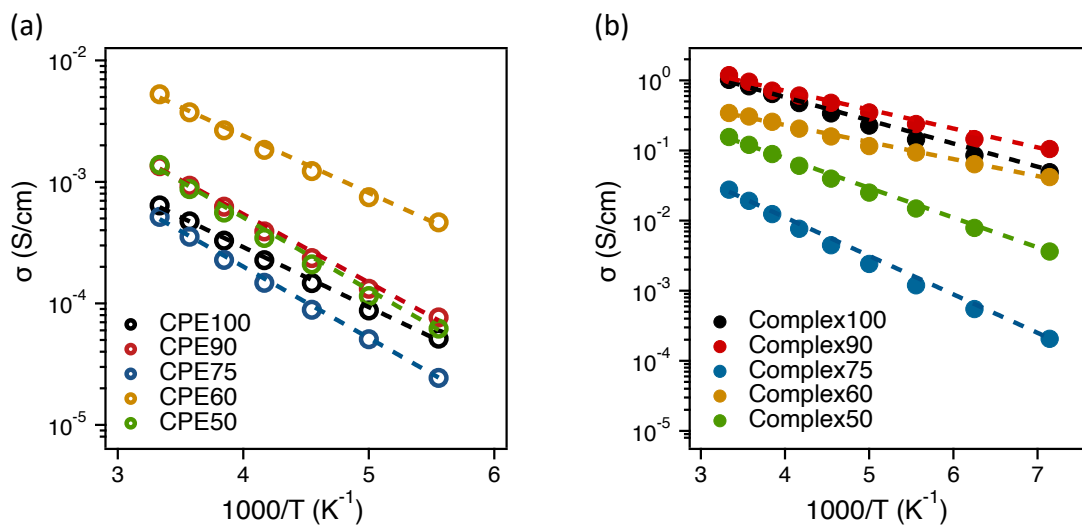 (a)
10^-2
10^-3
10^-4
10^-5
σ (S/cm)
CPE100
CPE90
CPE75
CPE60
CPE50
3 4 5 6
1000/T (K^-1)
(b)
10^0
10^-1
10^-2
10^-3
10^-4
10^-5
σ (S/cm)
Complex100
Complex90
Complex75
Complex60
Complex50
3 4 5 6 7
1000/T (K^-1)